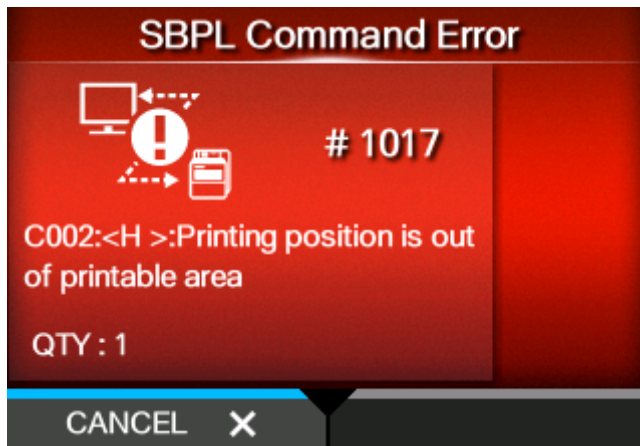 SBPL Command Error
# 1017
C002:<H >:Printing position is out
of printable area
QTY : 1
CANCEL ✕